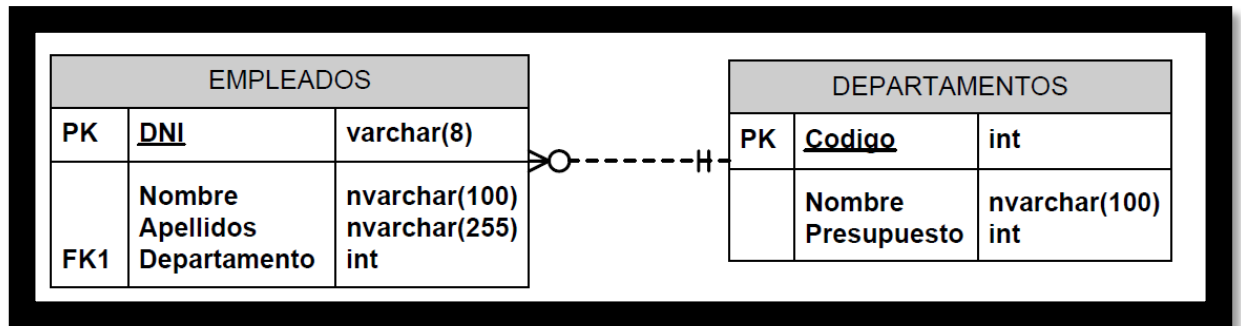 EMPLEADOS
PK DNI varchar(8)
Nombre nvarchar(100)
Apellidos nvarchar(255)
FK1 Departamento int
DEPARTAMENTOS
PK Codigo int
Nombre nvarchar(100)
Presupuesto int